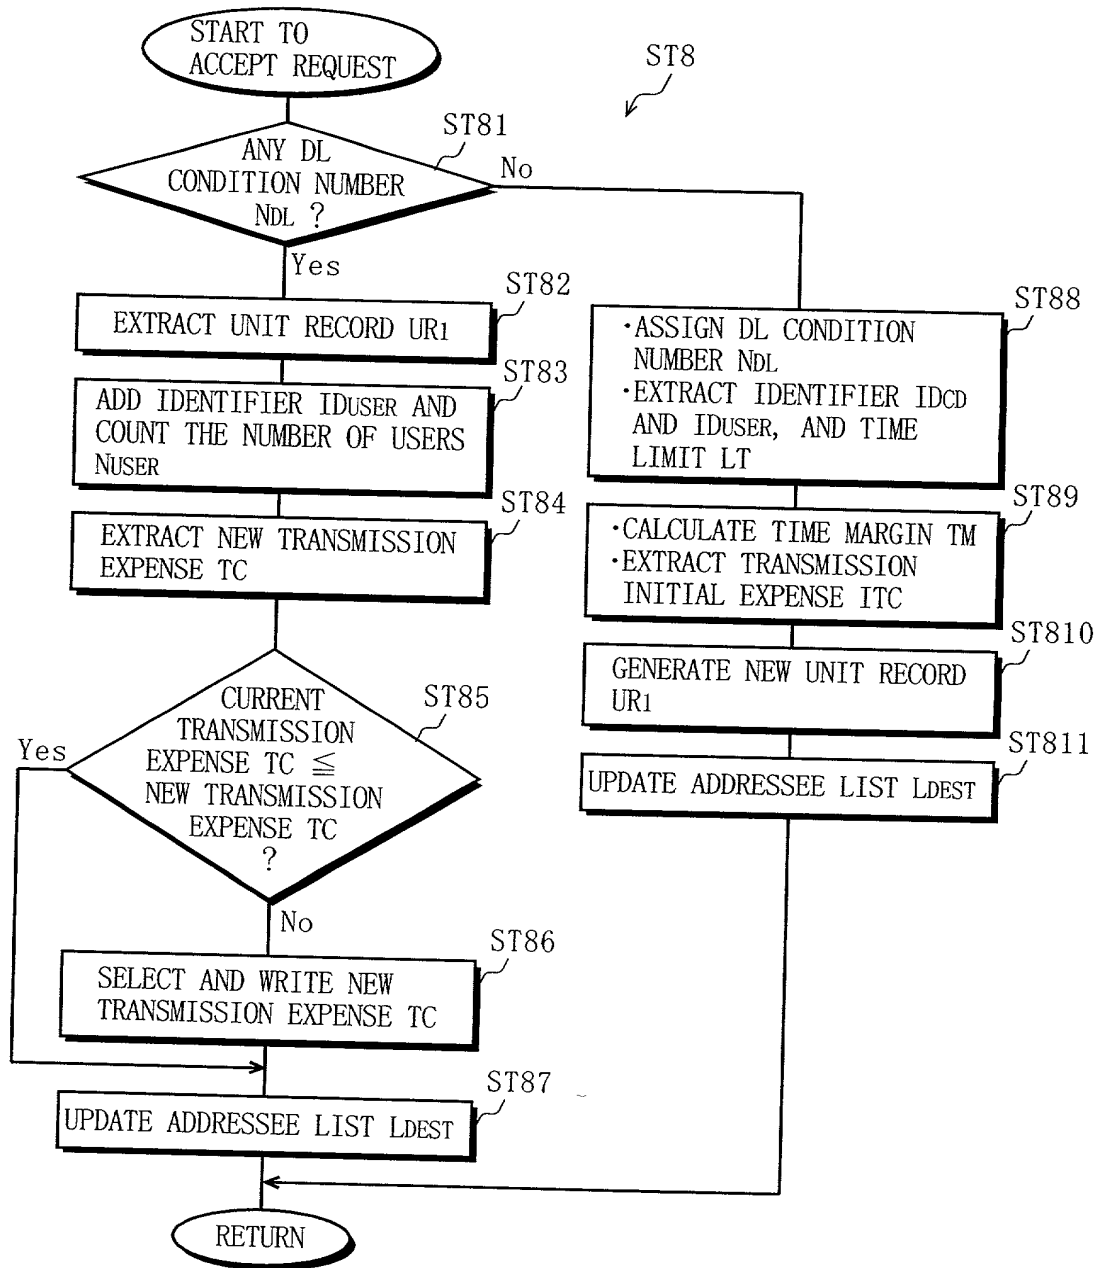 START TO
ACCEPT REQUEST
ST8
ST81
ANY DL
CONDITION NUMBER
NDL ?
No
Yes
ST82
EXTRACT UNIT RECORD UR1
ST83
ADD IDENTIFIER IDUSER AND
COUNT THE NUMBER OF USERS
NUSER
ST84
EXTRACT NEW TRANSMISSION
EXPENSE TC
ST85
CURRENT
TRANSMISSION
EXPENSE TC ≦
NEW TRANSMISSION
EXPENSE TC
?
Yes
No
ST86
SELECT AND WRITE NEW
TRANSMISSION EXPENSE TC
ST87
UPDATE ADDRESSEE LIST LDEST
ST88
・ASSIGN DL CONDITION
NUMBER NDL
・EXTRACT IDENTIFIER IDCD
AND IDUSER, AND TIME
LIMIT LT
ST89
・CALCULATE TIME MARGIN TM
・EXTRACT TRANSMISSION
INITIAL EXPENSE ITC
ST810
GENERATE NEW UNIT RECORD
UR1
ST811
UPDATE ADDRESSEE LIST LDEST
RETURN